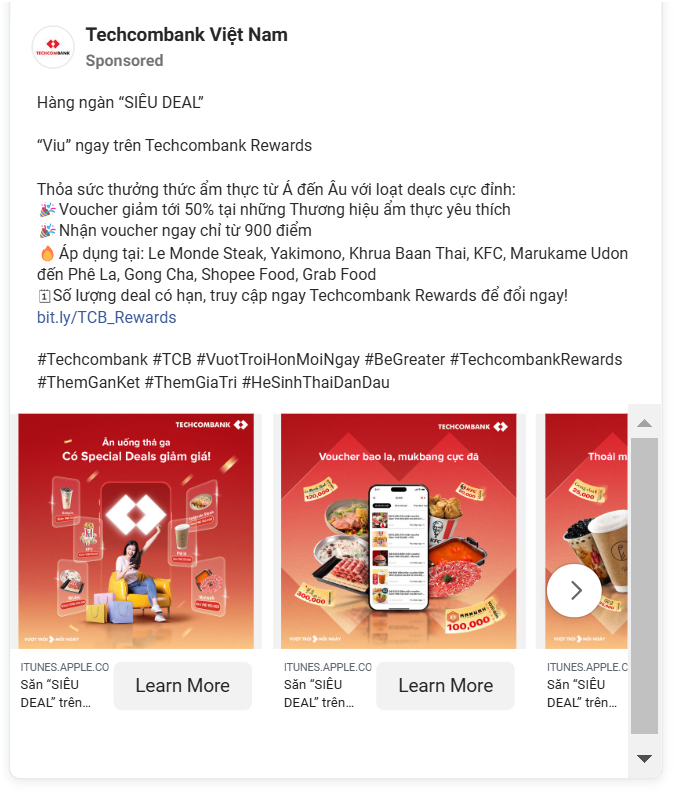 Techcombank Việt Nam
TECHCOMBANK
Sponsored
Hàng ngàn “SIÊU DEAL”
“Viu” ngay trên Techcombank Rewards
Thỏa sức thưởng thức ẩm thực từ Á đến Âu với loạt deals cực đỉnh:
🎉 Voucher giảm tới 50% tại những Thương hiệu ẩm thực yêu thích
🎉 Nhận voucher ngay chỉ từ 900 điểm
🔥 Áp dụng tại: Le Monde Steak, Yakimono, Khrua Baan Thai, KFC, Marukame Udon
đến Phê La, Gong Cha, Shopee Food, Grab Food
🗓Số lượng deal có hạn, truy cập ngay Techcombank Rewards để đổi ngay!
bit.ly/TCB_Rewards
#Techcombank #TCB #VuotTroiHonMoiNgay #BeGreater #TechcombankRewards
#ThemGanKet #ThemGiaTri #HeSinhThaiDanDau
TECHCOMBANK
Ăn uống thả ga
Có Special Deals giảm giá!
KFC
VƯỢT TRỘI MỖI NGÀY
TECHCOMBANK
Voucher bao la, mukbang cực đã
120,000
KFC
300,000
100,000
VƯỢT TRỘI MỖI NGÀY
Thoải m
VƯỢT TRỘI MỖI NGÀY
ITUNES.APPLE.CO
Săn “SIÊU
DEAL” trên...
Learn More
ITUNES.APPLE.CO
Săn “SIÊU
DEAL” trên...
Learn More
ITUNES.APPLE.C
Săn “SIÊU
DEAL” trên...